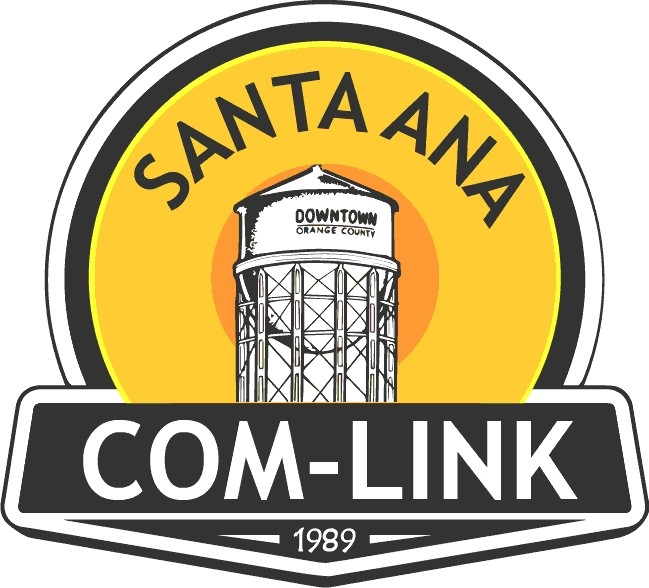 SANTA ANA
DOWNTOWN
ORANGE COUNTY
COM-LINK
1989